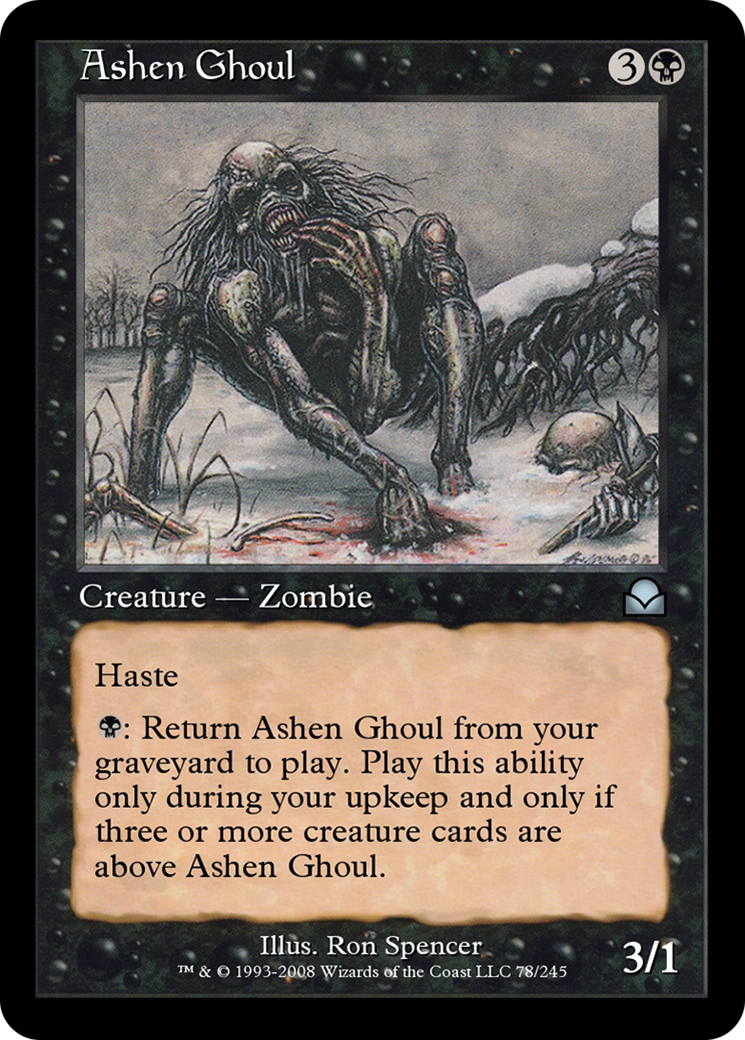 Ashen Ghoul
3
Creature — Zombie
Haste
: Return Ashen Ghoul from your
graveyard to play. Play this ability
only during your upkeep and only if
three or more creature cards are
above Ashen Ghoul.
Illus. Ron Spencer
3/1
™ & © 1993-2008 Wizards of the Coast LLC 78/245